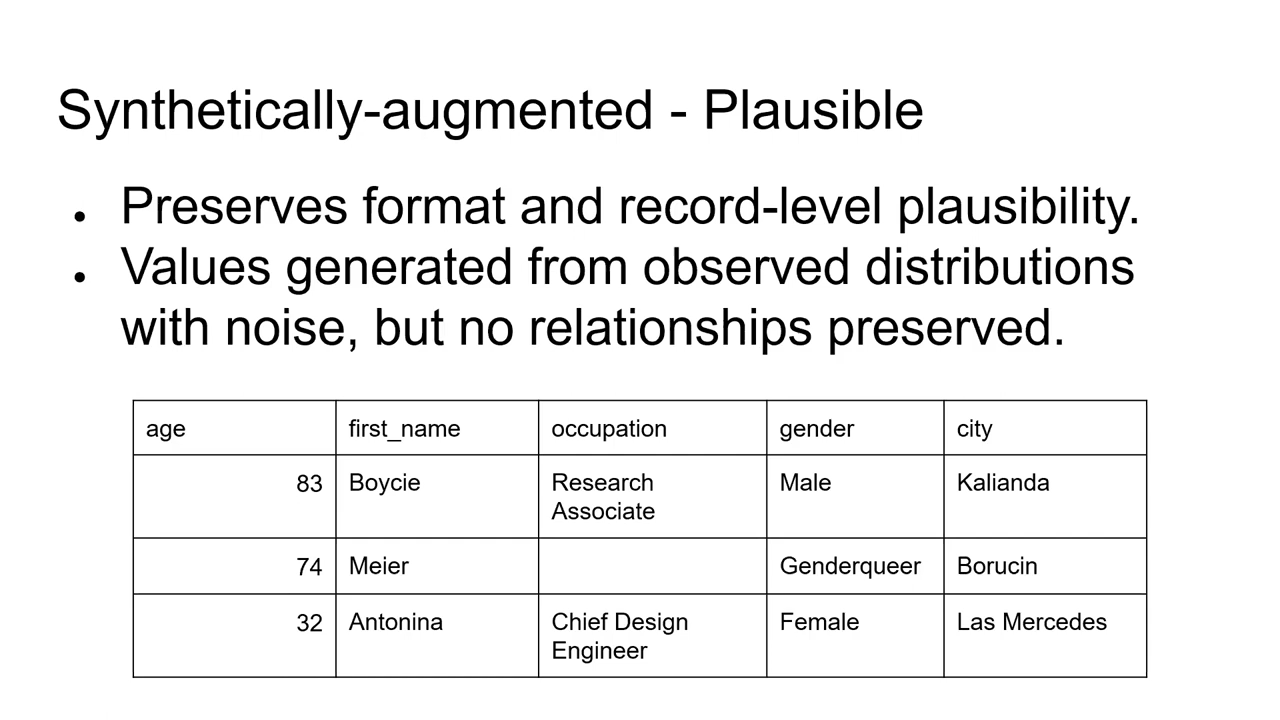 Synthetically-augmented - Plausible
● Preserves format and record-level plausibility.
● Values generated from observed distributions
with noise, but no relationships preserved.
age first_name occupation gender city
83 Boycie Research Associate Male Kalianda
74 Meier Genderqueer Borucin
32 Antonina Chief Design Engineer Female Las Mercedes